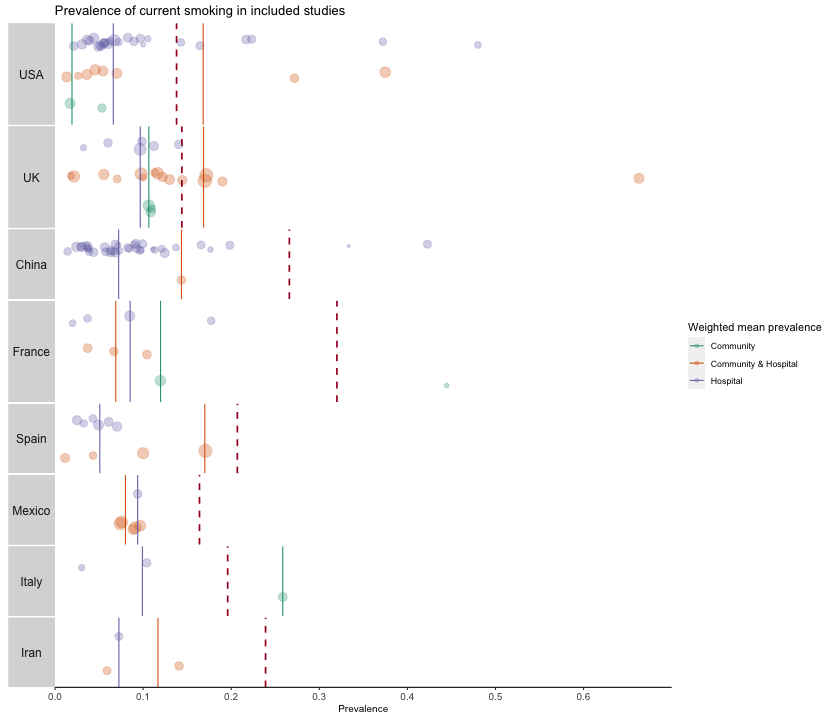 Prevalence of current smoking in included studies
USA
UK
China
France
Spain
Mexico
Italy
Iran
Weighted mean prevalence
Community
Community & Hospital
Hospital
0.0 0.1 0.2 0.3 0.4 0.5 0.6
Prevalence